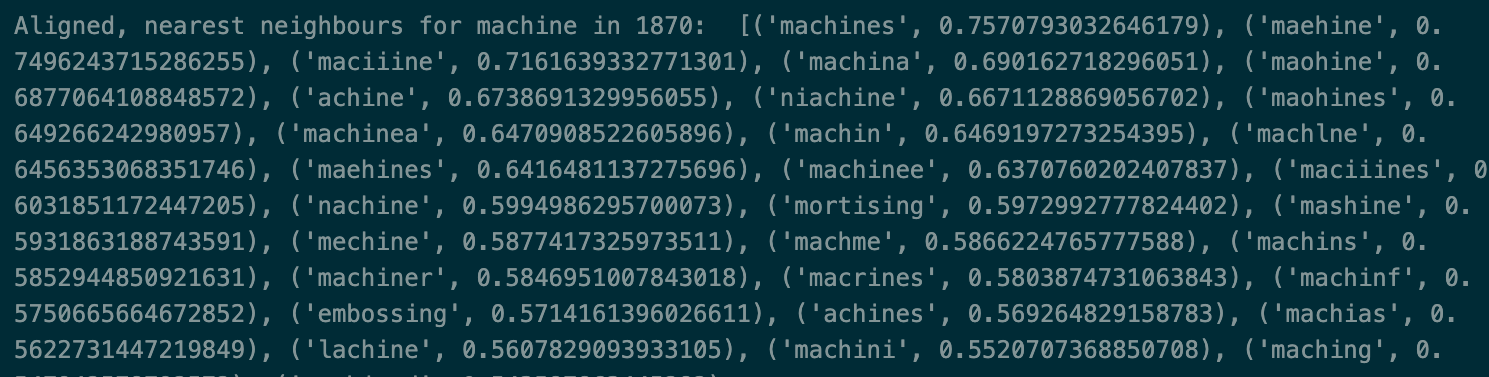 Aligned, nearest neighbours for machine in 1870:  [('machines', 0.7570793032646179), ('maehine', 0.
7496243715286255), ('maciiine', 0.7161639332771301), ('machina', 0.690162718296051), ('maohine', 0.
6877064108848572), ('achine', 0.6738691329956055), ('niachine', 0.6671128869056702), ('maohines', 0.
649266242980957), ('machinea', 0.6470908522605896), ('machin', 0.6469197273254395), ('machlne', 0.
6456353068351746), ('maehines', 0.6416481137275696), ('machinee', 0.6370760202407837), ('maciiines', 0
6031851172447205), ('nachine', 0.5994986295700073), ('mortising', 0.5972992777824402), ('mashine', 0.
5931863188743591), ('mechine', 0.5877417325973511), ('machme', 0.5866224765777588), ('machins', 0.
5852944850921631), ('machiner', 0.5846951007843018), ('macrines', 0.5803874731063843), ('machinf', 0.
5750665664672852), ('embossing', 0.5714161396026611), ('achines', 0.569264829158783), ('machias', 0.
5622731447219849), ('lachine', 0.5607829093933105), ('machini', 0.5520707368850708), ('maching', 0.